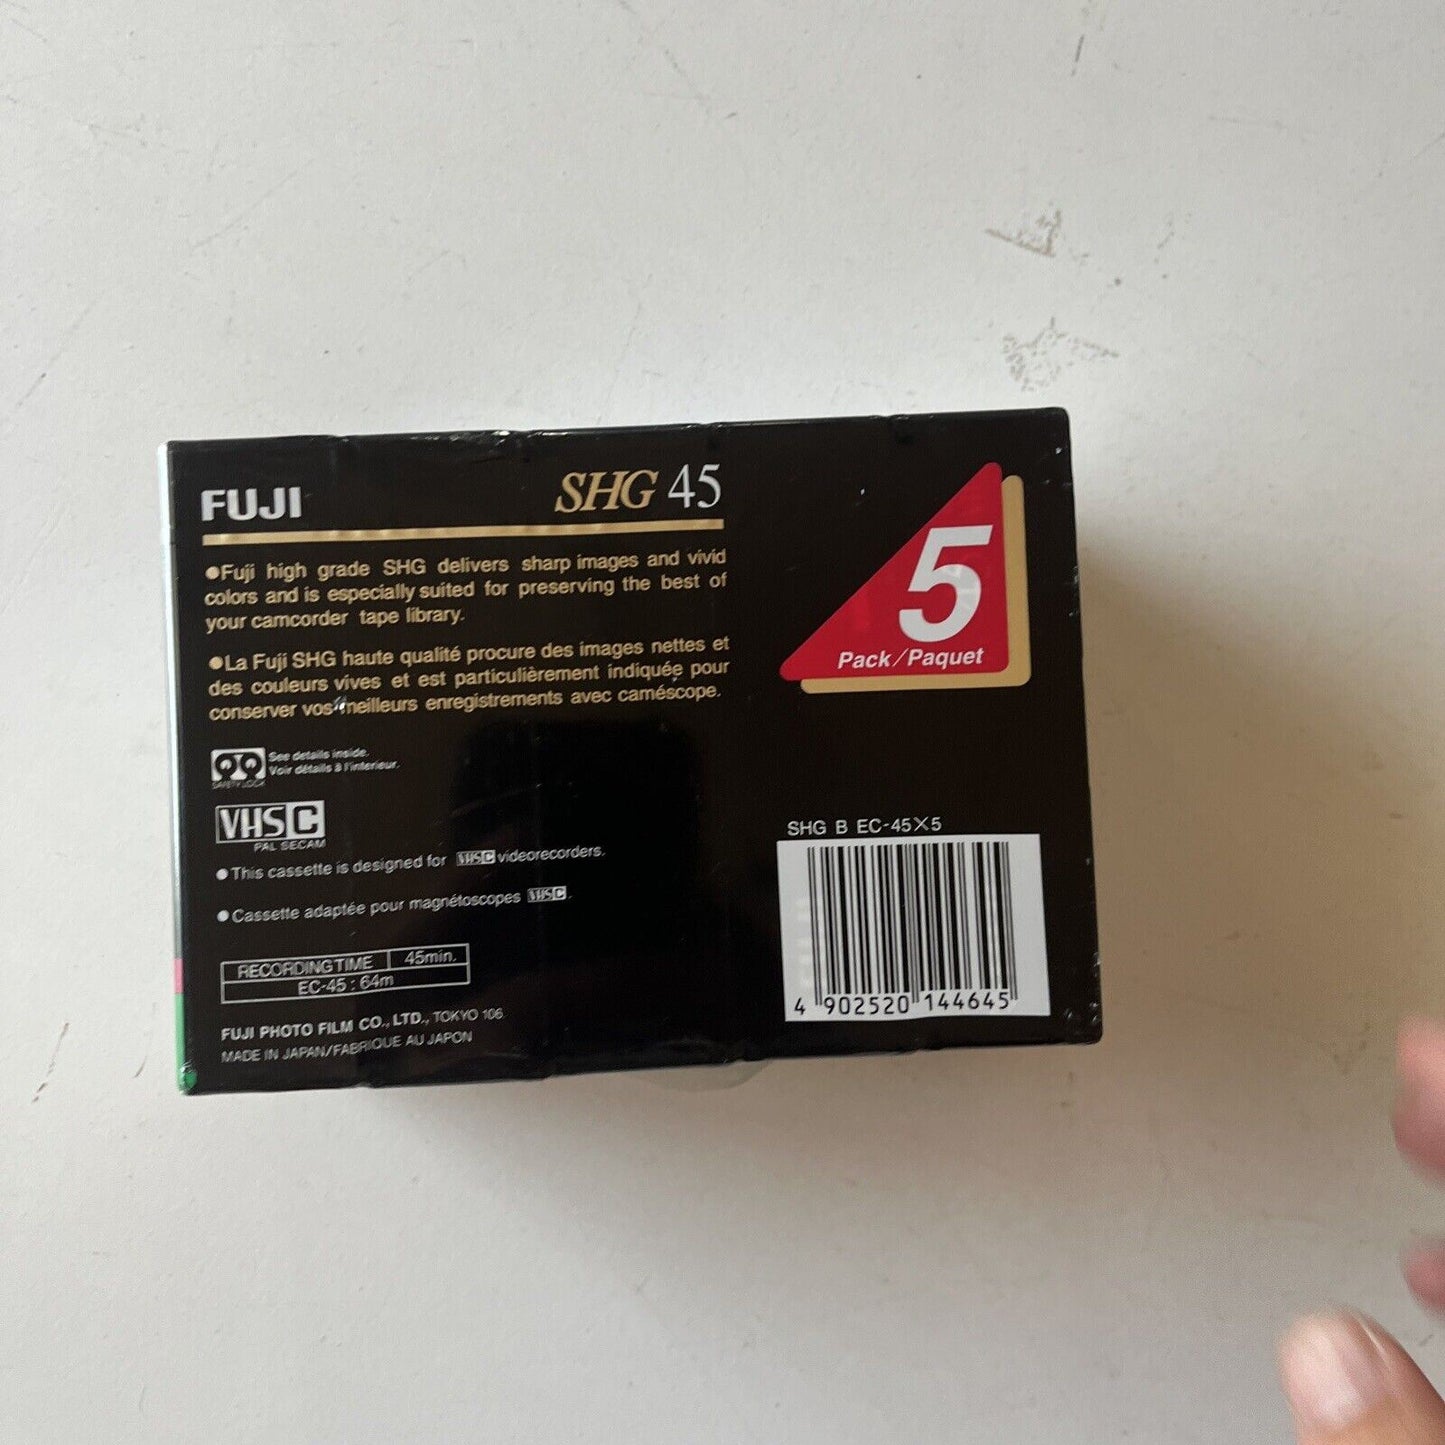 FUJI
SHG 45
●Fuji high grade SHG delivers sharp images and vivid
colors and is especially suited for preserving the best of
your camcorder tape library.
●La Fuji SHG haute qualité procure des images nettes et
des couleurs vives et est particulièrement indiquée pour
conserver vos meilleurs enregistrements avec caméscope.
See details inside.
Voir détails à l'interieur.
SAFETY LOCK
VHS C
PAL SECAM
●This cassette is designed for VHS C videorecorders.
●Cassette adaptée pour magnétoscopes VHS C.
RECORDING TIME 45min.
EC-45 : 64m
FUJI PHOTO FILM CO., LTD., TOKYO 106
MADE IN JAPAN/FABRIQUE AU JAPON
5
Pack/Paquet
SHG B EC-45X5
4 902520 144645